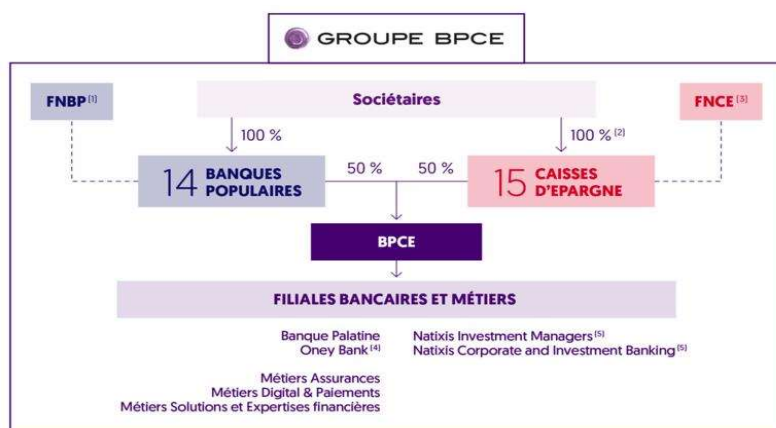 GROUPE BPCE
FNBP [1]
Sociétaires
FNCE [3]
100 %
100 % [2]
14 BANQUES POPULAIRES
50 %
50 %
15 CAISSES D'EPARGNE
BPCE
FILIALES BANCAIRES ET MÉTIERS
Banque Palatine
Oney Bank [4]
Métiers Assurances
Métiers Digital & Paiements
Métiers Solutions et Expertises financières
Natixis Investment Managers [5]
Natixis Corporate and Investment Banking [5]